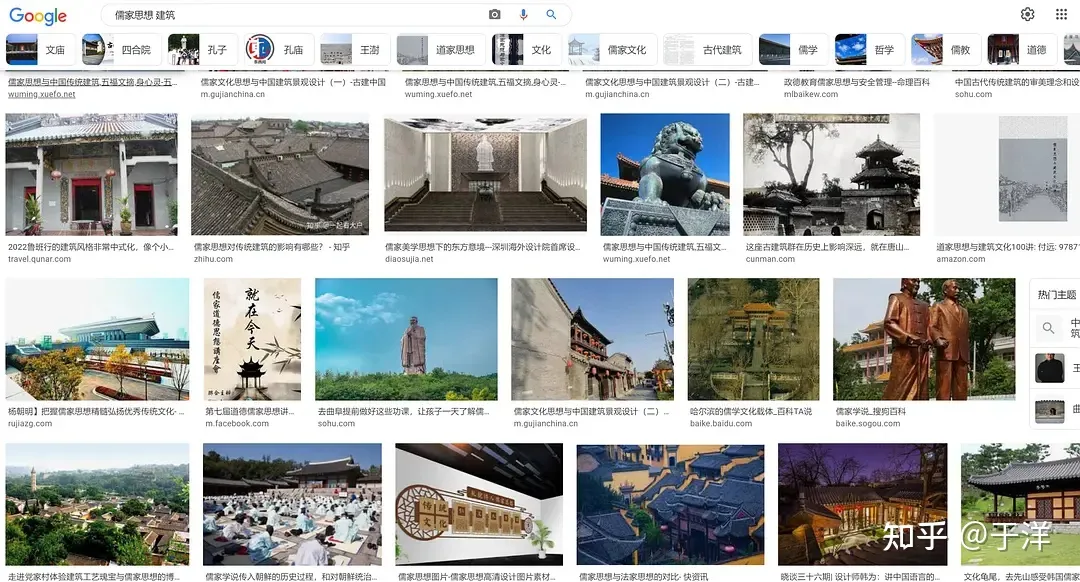 Google
儒家思想 建筑
文庙
四合院
孔子
孔庙
王澍
道家思想
文化
儒家文化
古代建筑
儒学
哲学
儒教
道德
儒家思想与中国传统建筑,五福文摘,身心灵-五...
wuming.xuefo.net
儒家文化思想与中国建筑景观设计（一）-古建中国
m.gujianchina.cn
儒家思想与中国传统建筑,五福文摘,身心灵-...
wuming.xuefo.net
儒家文化思想与中国建筑景观设计（二）-古建...
m.gujianchina.cn
政德教育儒家思想与安全管理–命理百科
mlbaikew.com
中国古代传统建筑的审美理念和设
sohu.com
知乎 @一起看大户
2022鲁班行的建筑风格非常中式化，像个小...
travel.qunar.com
儒家思想对传统建筑的影响有哪些？ - 知乎
zhihu.com
儒家美学思想下的东方意境---深圳海外设计院首席设...
diaosujia.net
儒家思想与中国传统建筑,五福文...
wuming.xuefo.net
这座古建筑群在历史上影响深远，就在唐山...
cunman.com
道家思想与建筑文化100讲: 付远: 97871
amazon.com
就在今天
儒家道德思想讲座会
热门主题
中
筑
王
曲
杨朝明】把握儒家思想精髓弘扬优秀传统文化- ...
rujiazg.com
第七届道德儒家思想讲...
m.facebook.com
去曲阜提前做好这些功课，让孩子一天了解儒...
sohu.com
儒家文化思想与中国建筑景观设计（二）...
m.gujianchina.cn
哈尔滨的儒学文化载体_百科TA说
baike.baidu.com
儒家学说_搜狗百科
baike.sogou.com
传统
文化
走进党家村体验建筑工艺瑰宝与儒家思想的博...
儒家学说传入朝鲜的历史过程，和对朝鲜统治...
儒家思想图片-儒家思想高清设计图片素材...
儒家思想与法家思想的对比- 快资讯
晓谈三十六期| 设计师韩为：讲中国语言的...
文化龟尾，去先山感受韩国儒
知乎 @于洋